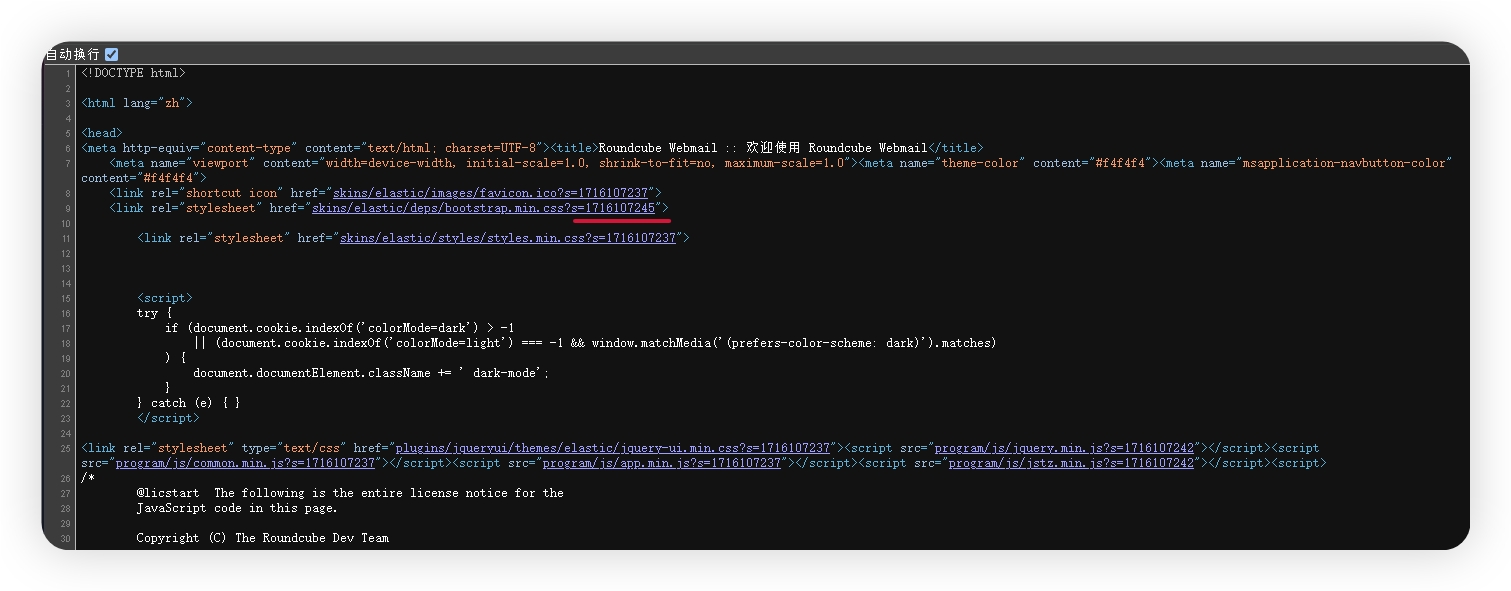 自动换行
1 <!DOCTYPE html>
2
3 <html lang="zh">
4
5 <head>
6 <meta http-equiv="content-type" content="text/html; charset=UTF-8"><title>Roundcube Webmail :: 欢迎使用 Roundcube Webmail</title>
7 <meta name="viewport" content="width=device-width, initial-scale=1.0, shrink-to-fit=no, maximum-scale=1.0"><meta name="theme-color" content="#f4f4f4"><meta name="msapplication-navbutton-color"
content="#f4f4f4">
8 <link rel="shortcut icon" href="skins/elastic/images/favicon.ico?s=1716107237">
9 <link rel="stylesheet" href="skins/elastic/deps/bootstrap.min.css?s=1716107245">
10
11 <link rel="stylesheet" href="skins/elastic/styles/styles.min.css?s=1716107237">
12
13
14
15 <script>
16 try {
17 if (document.cookie.indexOf('colorMode=dark') > -1
18 || (document.cookie.indexOf('colorMode=light') === -1 && window.matchMedia('(prefers-color-scheme: dark)').matches)
19 ) {
20 document.documentElement.className += ' dark-mode';
21 }
22 } catch (e) { }
23 </script>
24
25 <link rel="stylesheet" type="text/css" href="plugins/jqueryui/themes/elastic/jquery-ui.min.css?s=1716107237"><script src="program/js/jquery.min.js?s=1716107242"></script><script
src="program/js/common.min.js?s=1716107237"></script><script src="program/js/app.min.js?s=1716107237"></script><script src="program/js/jstz.min.js?s=1716107242"></script><script>
26 /*
27 @licstart The following is the entire license notice for the
28 JavaScript code in this page.
29
30 Copyright (C) The Roundcube Dev Team